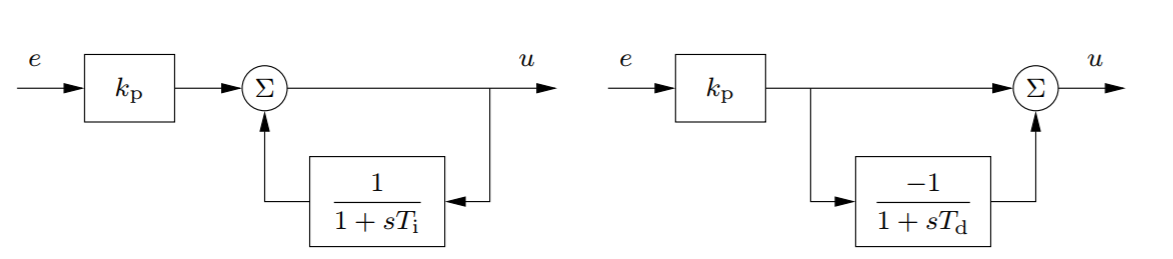 e
k_p
Σ
u
1
1 + sT_i
e
k_p
Σ
u
−1
1 + sT_d